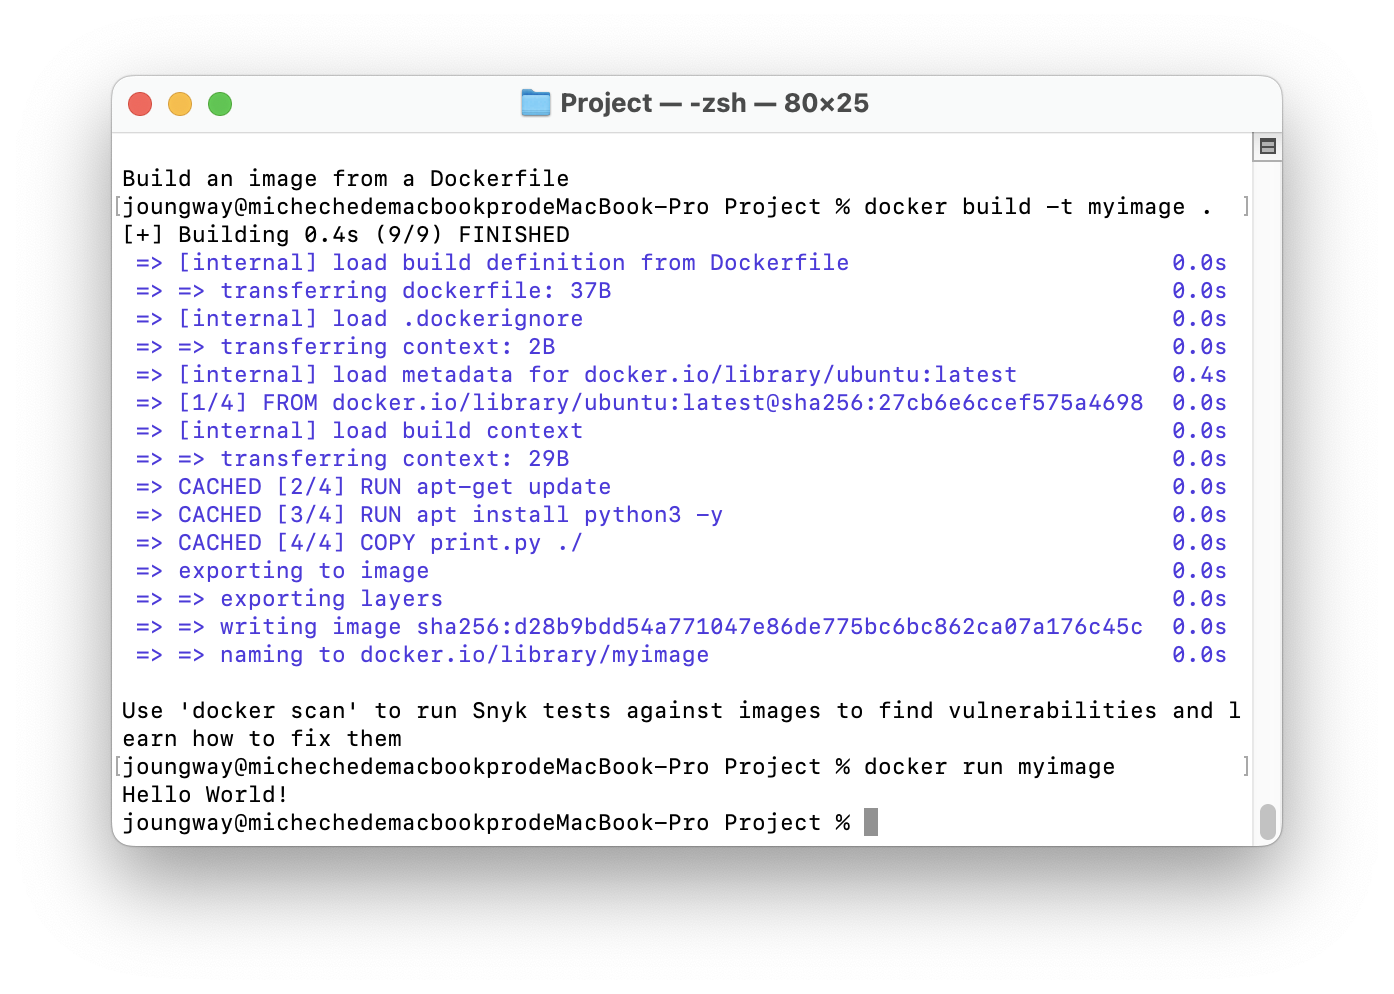 Project — -zsh — 80×25
Build an image from a Dockerfile
[joungway@michechedemacbookprodeMacBook-Pro Project % docker build -t myimage . ]
[+] Building 0.4s (9/9) FINISHED
=> [internal] load build definition from Dockerfile 0.0s
=> => transferring dockerfile: 37B 0.0s
=> [internal] load .dockerignore 0.0s
=> => transferring context: 2B 0.0s
=> [internal] load metadata for docker.io/library/ubuntu:latest 0.4s
=> [1/4] FROM docker.io/library/ubuntu:latest@sha256:27cb6e6ccef575a4698 0.0s
=> [internal] load build context 0.0s
=> => transferring context: 29B 0.0s
=> CACHED [2/4] RUN apt-get update 0.0s
=> CACHED [3/4] RUN apt install python3 -y 0.0s
=> CACHED [4/4] COPY print.py ./ 0.0s
=> exporting to image 0.0s
=> => exporting layers 0.0s
=> => writing image sha256:d28b9bdd54a771047e86de775bc6bc862ca07a176c45c 0.0s
=> => naming to docker.io/library/myimage 0.0s
Use 'docker scan' to run Snyk tests against images to find vulnerabilities and l
earn how to fix them
[joungway@michechedemacbookprodeMacBook-Pro Project % docker run myimage ]
Hello World!
joungway@michechedemacbookprodeMacBook-Pro Project %